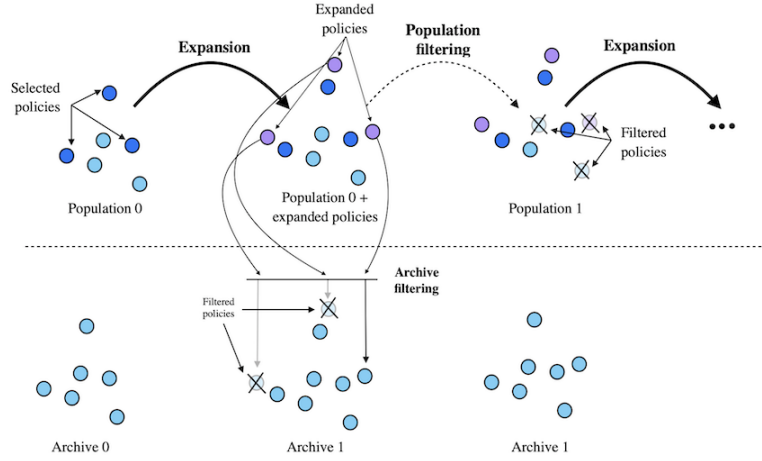 Expanded
policies
Expansion
Population
filtering
Expansion
Selected
policies
Filtered
policies
Population 0
Population 0 +
expanded policies
Population 1
Archive
filtering
Filtered
policies
Archive 0
Archive 1
Archive 1